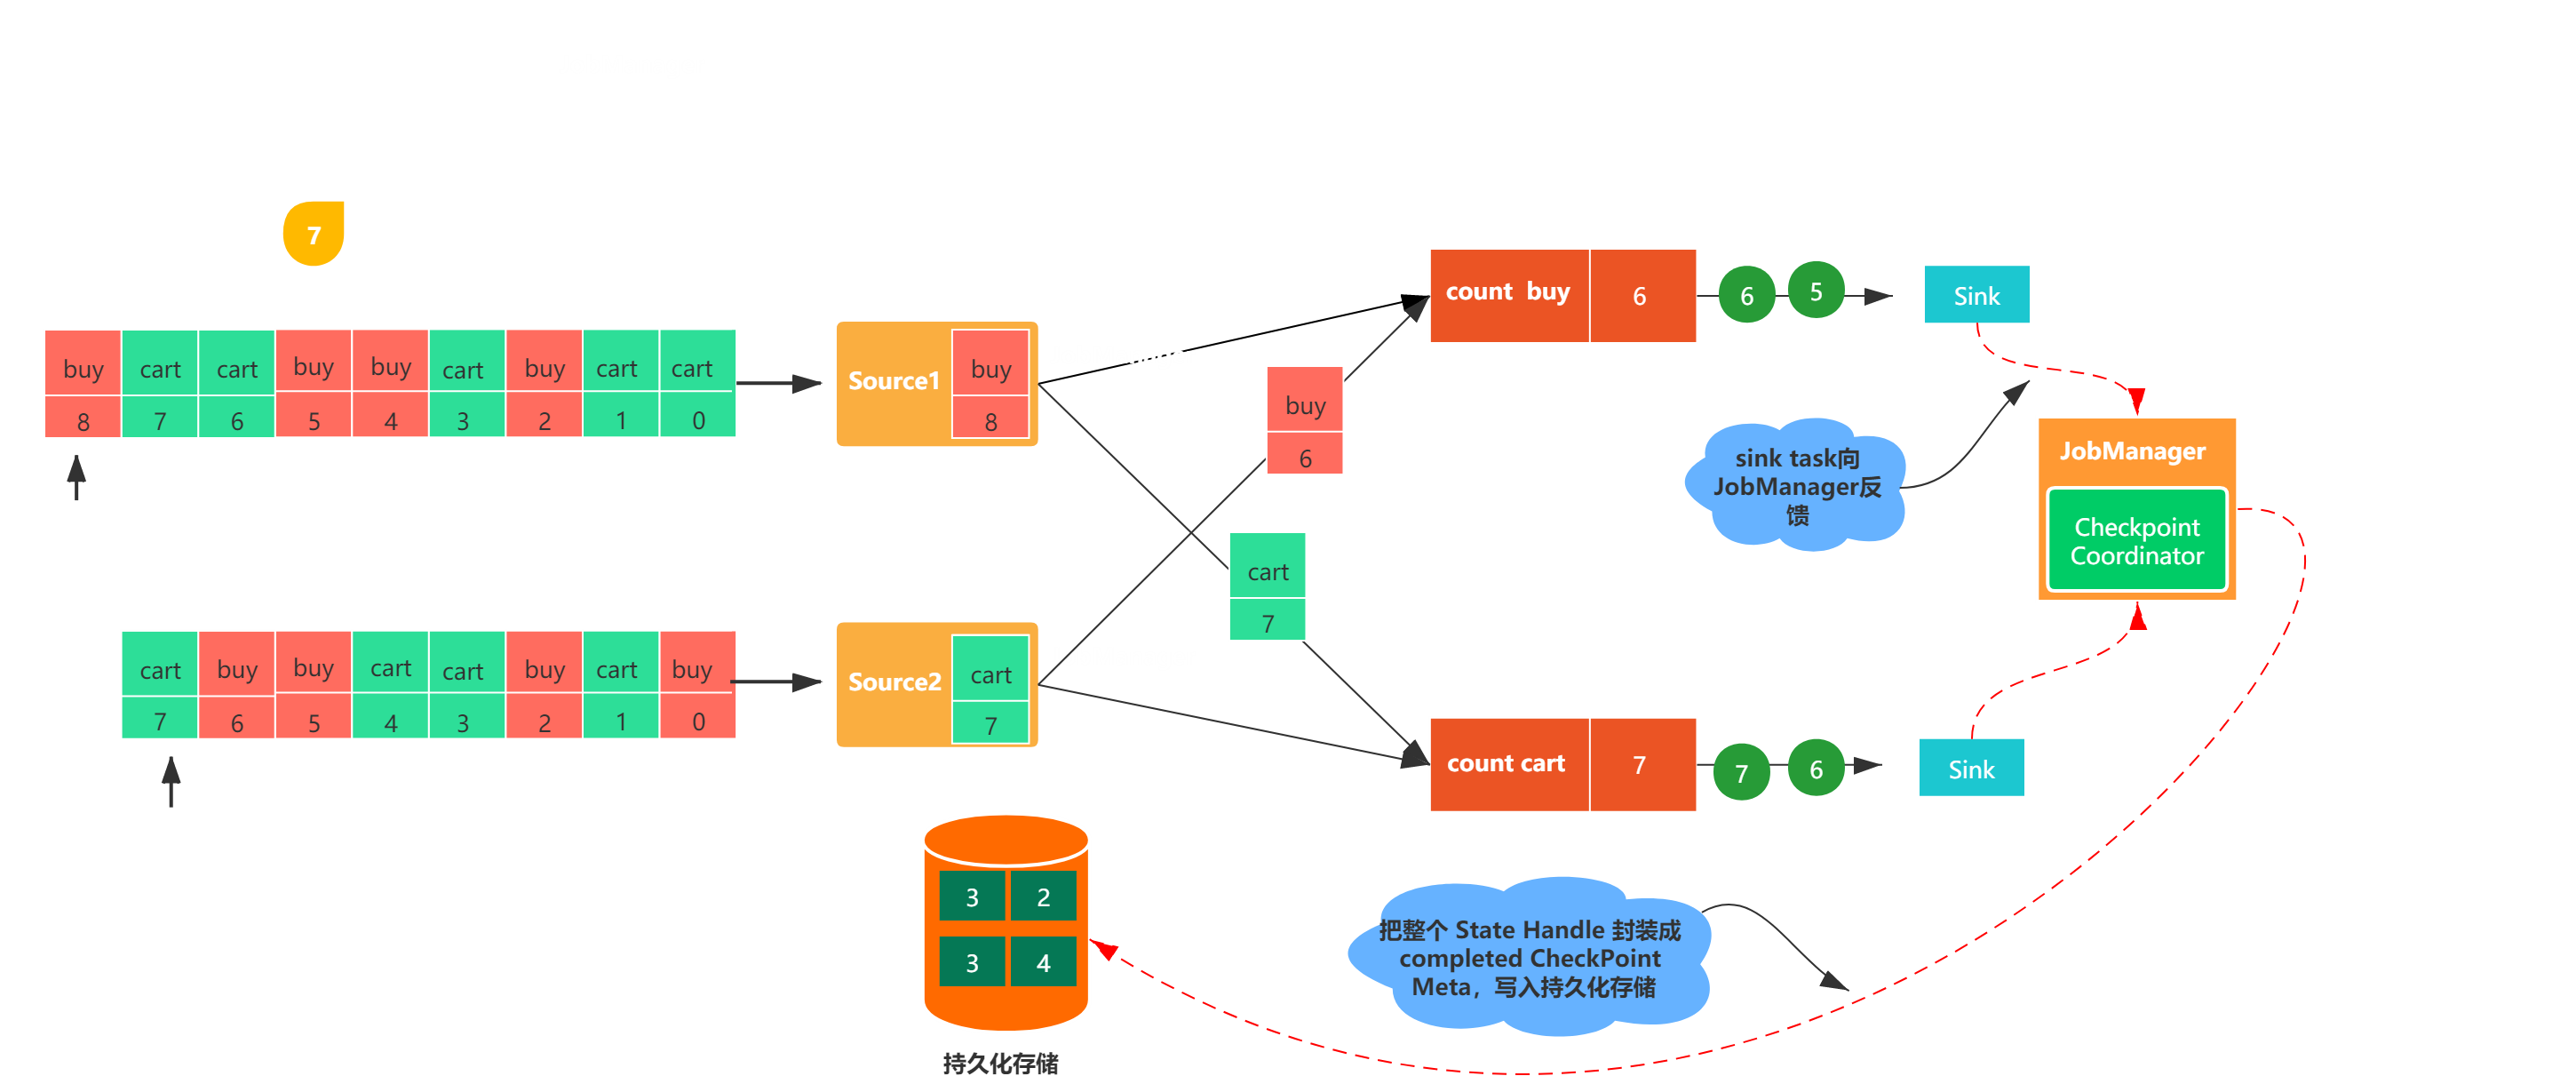 7
buy cart cart buy buy cart buy cart cart
8 7 6 5 4 3 2 1 0
Source1
buy
8
cart buy buy cart cart buy cart buy
7 6 5 4 3 2 1 0
Source2
cart
7
buy
6
cart
7
count buy 6
6 5
Sink
count cart 7
7 6
Sink
sink task向
JobManager反
馈
JobManager
Checkpoint
Coordinator
3 2
3 4
持久化存储
把整个 State Handle 封装成
completed CheckPoint
Meta，写入持久化存储